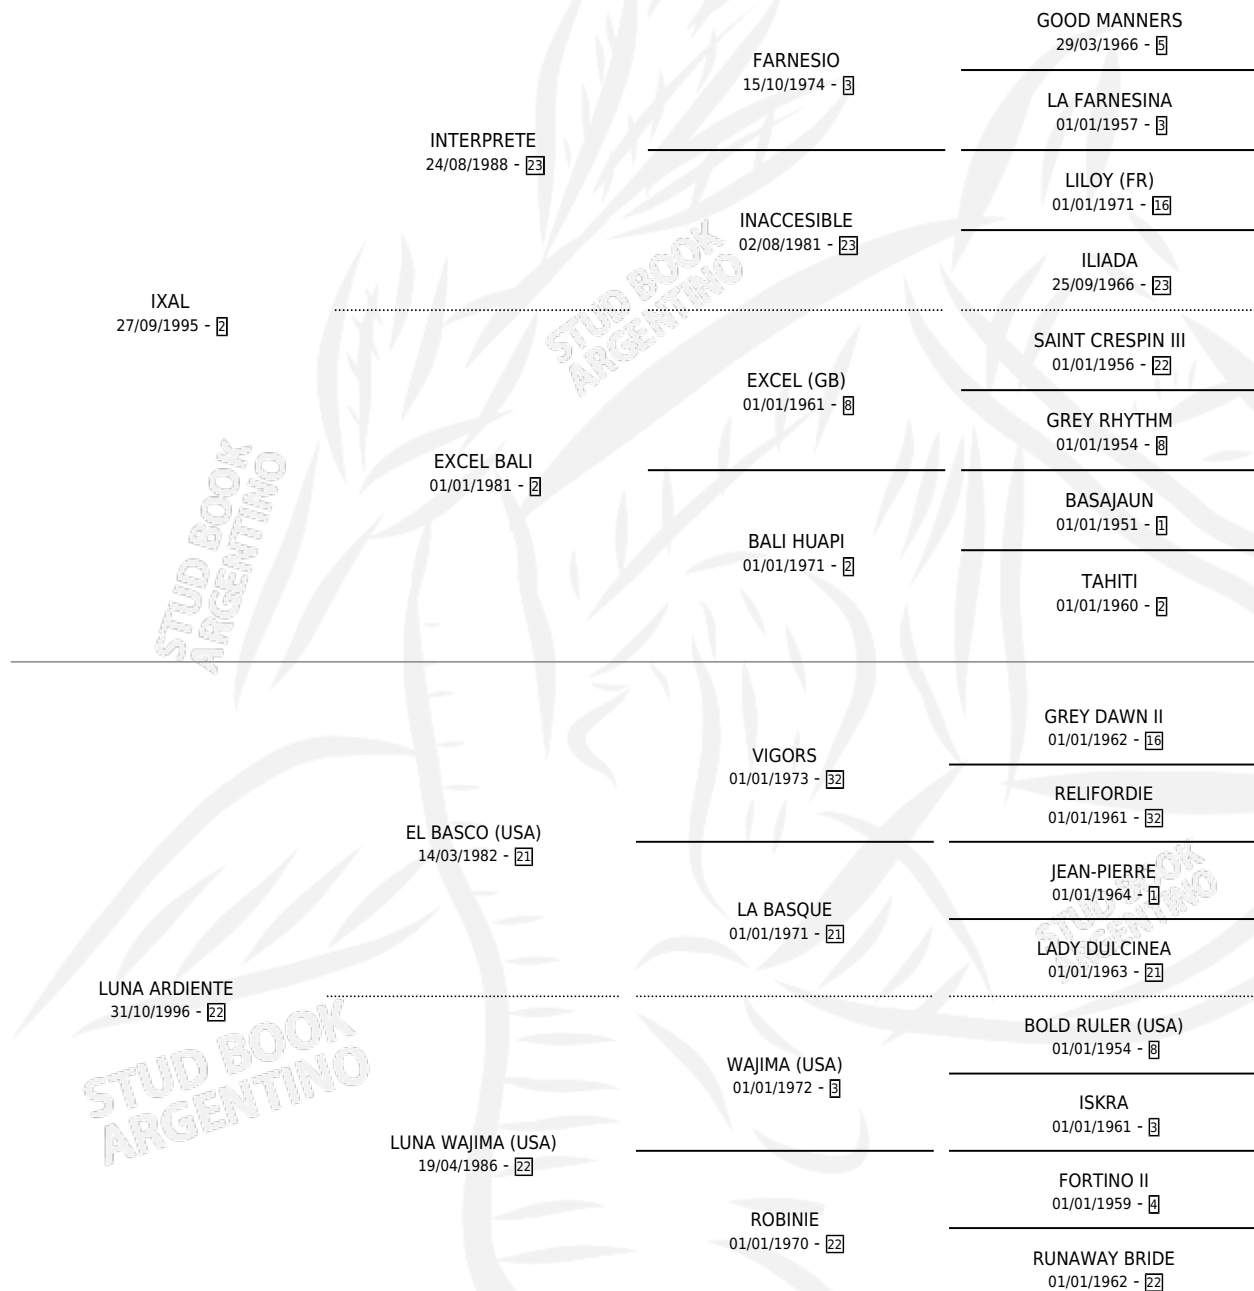 GOOD MANNERS
29/03/1966 - 5
FARNESIO
15/10/1974 - 3
LA FARNESINA
01/01/1957 - 3
INTERPRETE
24/08/1988 - 23
LILOY (FR)
01/01/1971 - 16
INACCESIBLE
02/08/1981 - 23
ILIADA
25/09/1966 - 23
IXAL
27/09/1995 - 2
SAINT CRESPIN III
01/01/1956 - 22
EXCEL (GB)
01/01/1961 - 8
GREY RHYTHM
01/01/1954 - 8
EXCEL BALI
01/01/1981 - 2
BASAJAUN
01/01/1951 - 1
BALI HUAPI
01/01/1971 - 2
TAHITI
01/01/1960 - 2
GREY DAWN II
01/01/1962 - 16
VIGORS
01/01/1973 - 32
RELIFORDIE
01/01/1961 - 32
EL BASCO (USA)
14/03/1982 - 21
JEAN-PIERRE
01/01/1964 - 1
LA BASQUE
01/01/1971 - 21
LADY DULCINEA
01/01/1963 - 21
LUNA ARDIENTE
31/10/1996 - 22
BOLD RULER (USA)
01/01/1954 - 8
WAJIMA (USA)
01/01/1972 - 3
ISKRA
01/01/1961 - 3
LUNA WAJIMA (USA)
19/04/1986 - 22
FORTINO II
01/01/1959 - 4
ROBINIE
01/01/1970 - 22
RUNAWAY BRIDE
01/01/1962 - 22
STUD BOOK
ARGENTINO
STUD BOOK
ARGENTINO
STUD BOOK
ARGENTINO
STUD BOOK
ARGENTINO